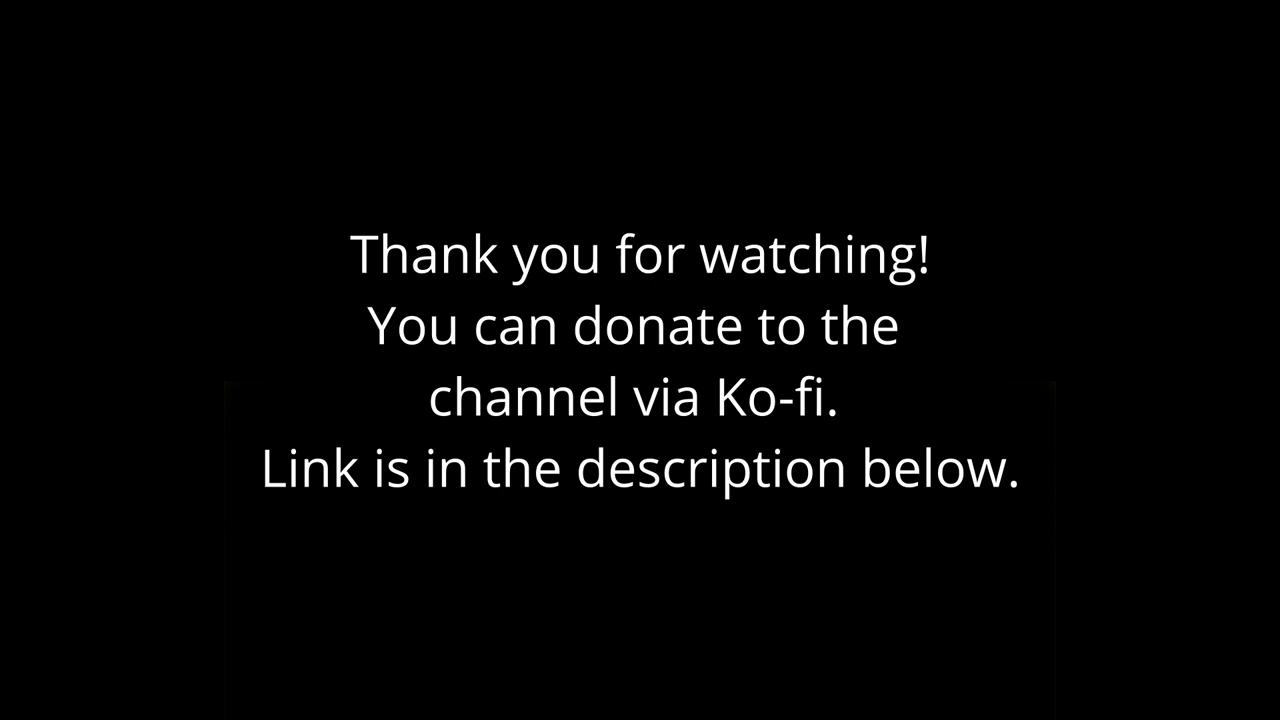 Thank you for watching!
You can donate to the
channel via Ko-fi.
Link is in the description below.